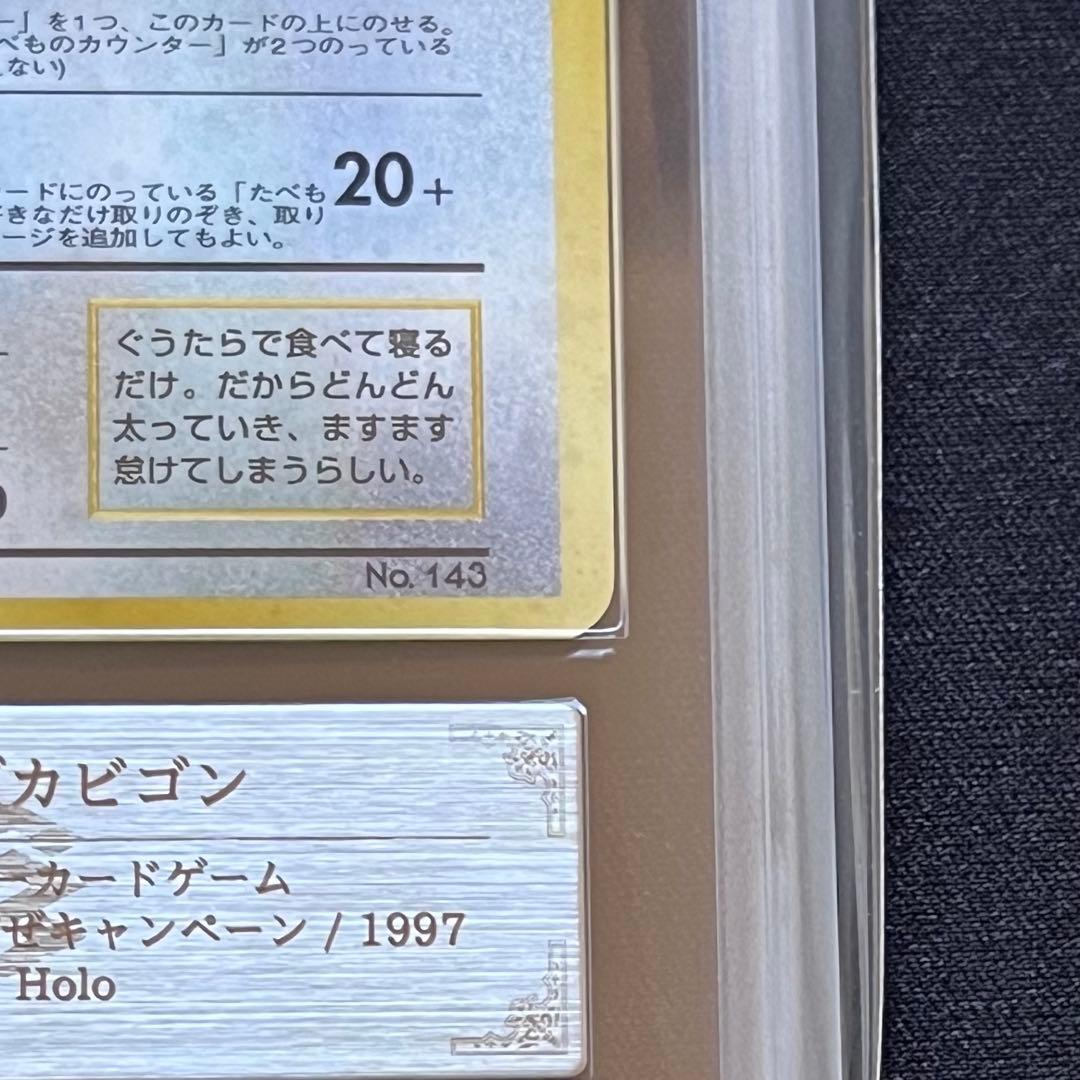 ー」を1つ、このカードの上にのせる。
べものカウンター」が2つのっている
ない)
ードにのっている「たべも
きなだけ取りのぞき、取り
ージを追加してもよい。
20+
ぐうたらで食べて寝る
だけ。だからどんどん
太っていき、ますます
怠けてしまうらしい。
No. 143
カビゴン
ーカードゲーム
ぜキャンペーン / 1997
Holo